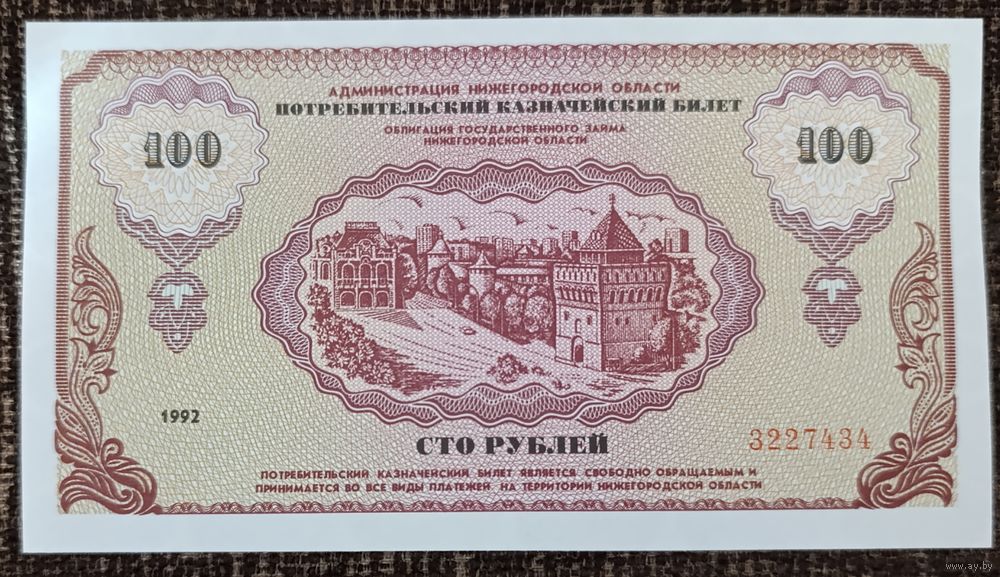 АДМИНИСТРАЦИЯ НИЖЕГОРОДСКОЙ ОБЛАСТИ
ПОТРЕБИТЕЛЬСКИЙ КАЗНАЧЕЙСКИЙ БИЛЕТ
ОБЛИГАЦИЯ ГОСУДАРСТВЕННОГО ЗАЙМА
НИЖЕГОРОДСКОЙ ОБЛАСТИ
100
100
1992
СТО РУБЛЕЙ
3227434
ПОТРЕБИТЕЛЬСКИЙ КАЗНАЧЕЙСКИЙ БИЛЕТ ЯВЛЯЕТСЯ СВОБОДНО ОБРАЩАЕМЫМ И
ПРИНИМАЕТСЯ ВО ВСЕ ВИДЫ ПЛАТЕЖЕЙ НА ТЕРРИТОРИИ НИЖЕГОРОДСКОЙ ОБЛАСТИ
www.ay.by